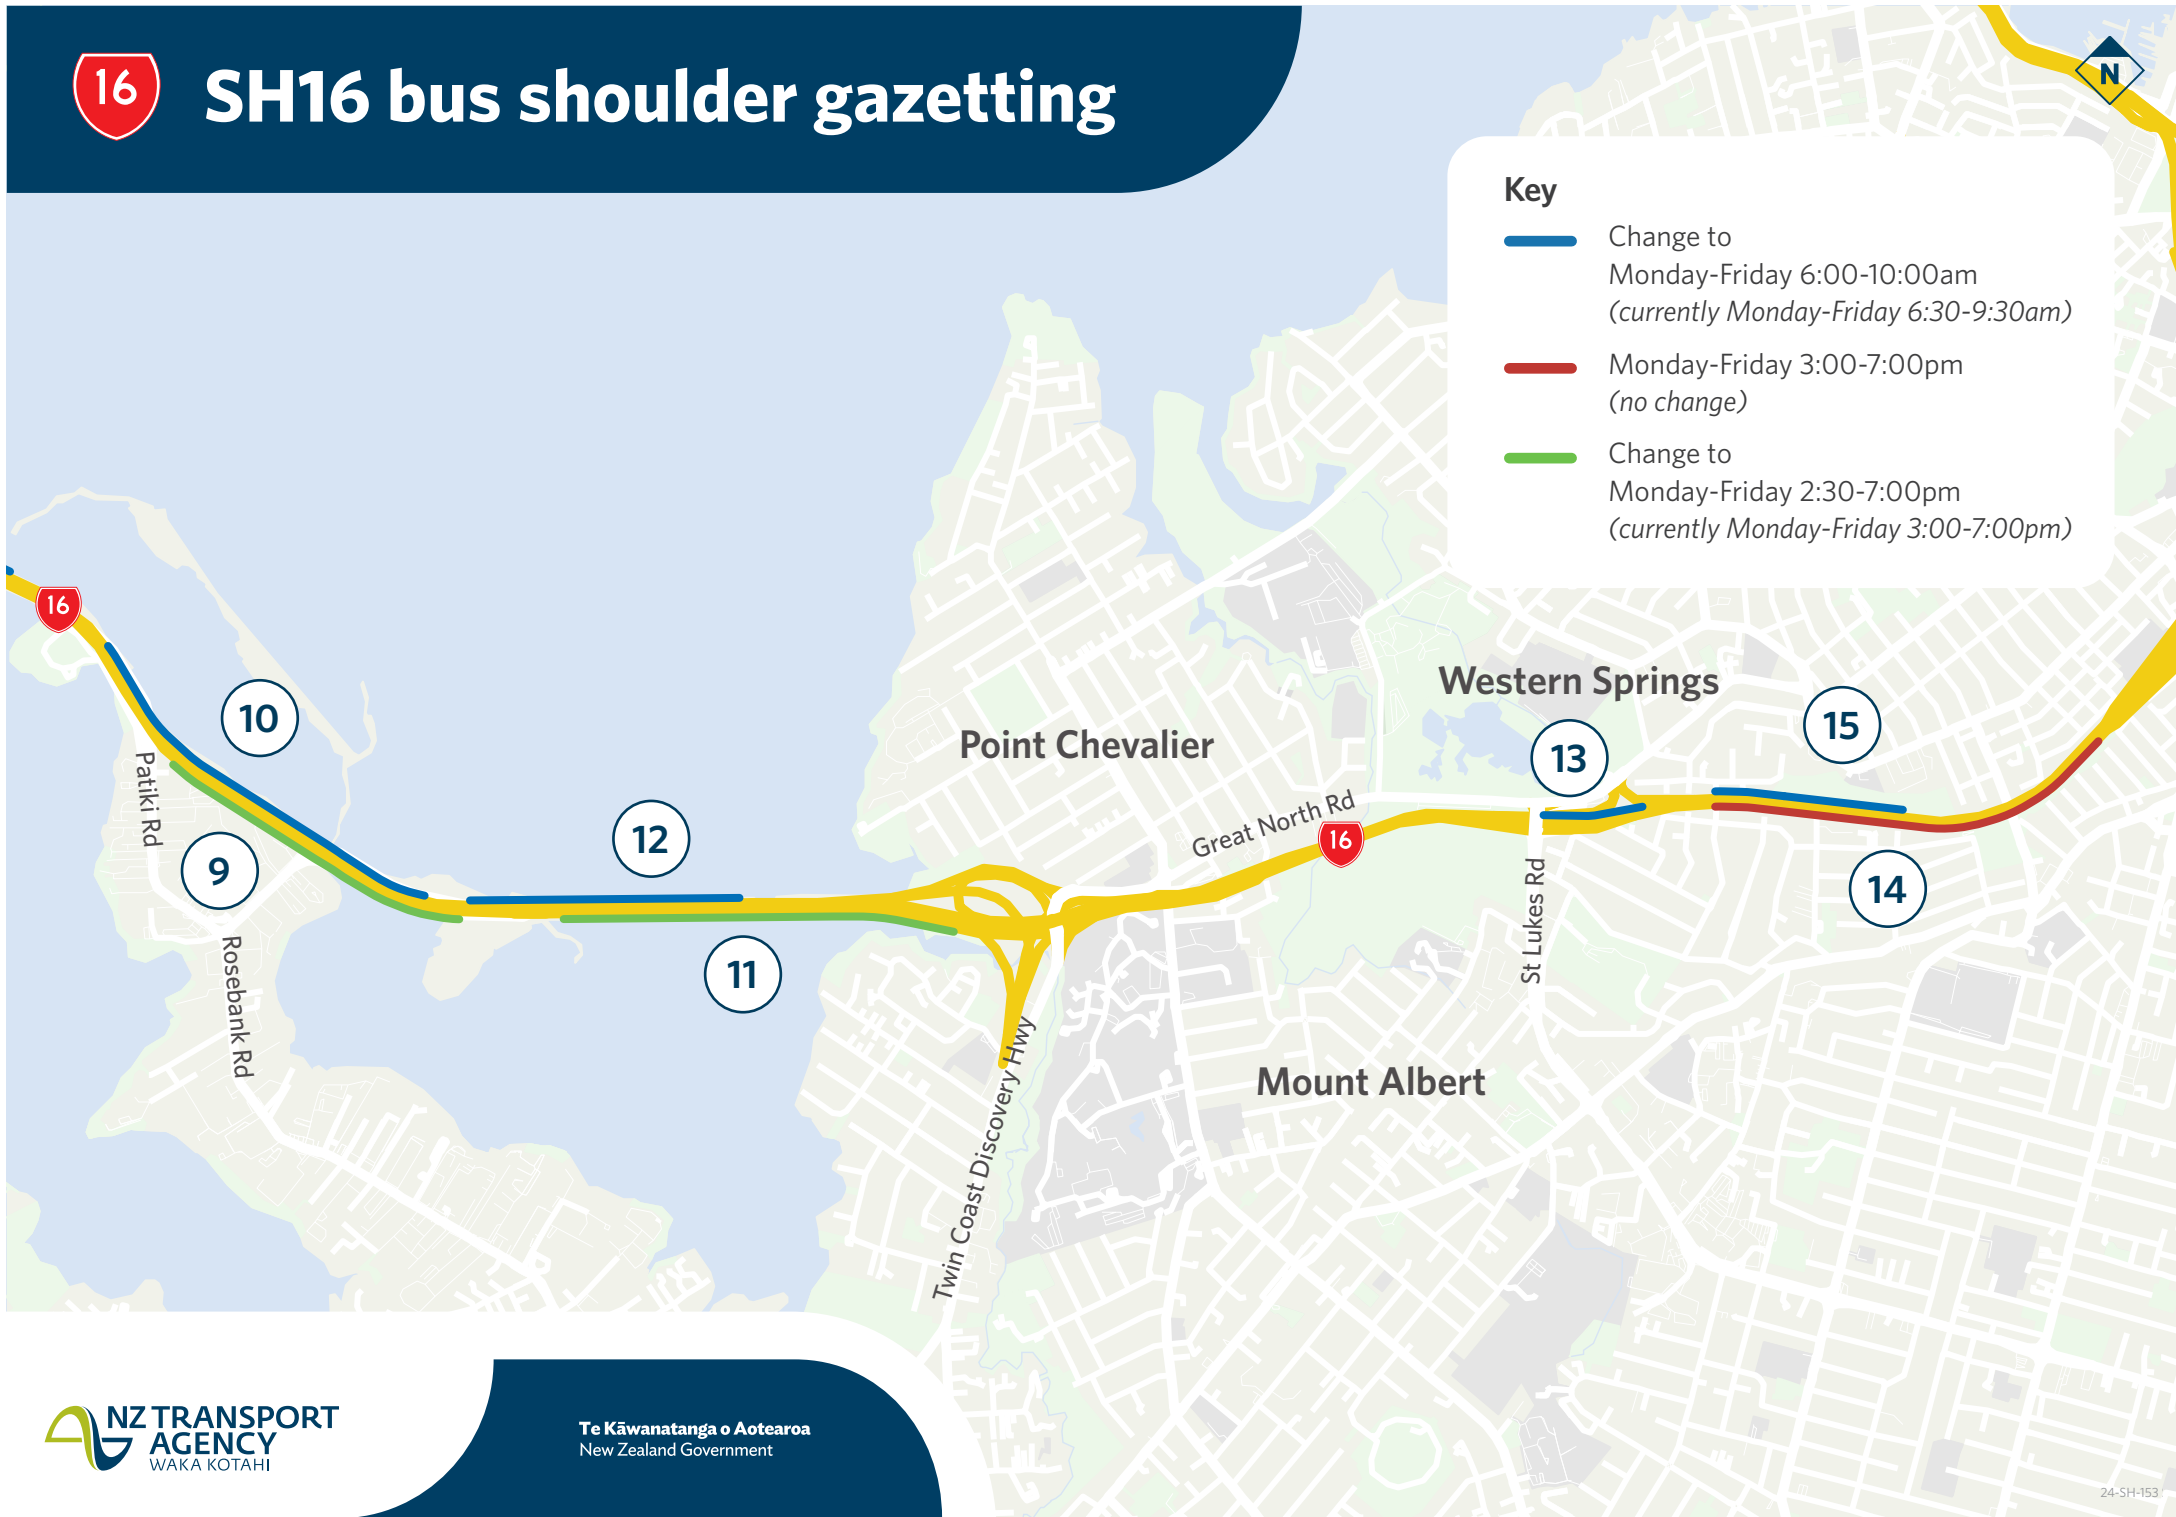 16
SH16 bus shoulder gazetting
N
Key
Change to
Monday-Friday 6:00-10:00am
(currently Monday-Friday 6:30-9:30am)
Monday-Friday 3:00-7:00pm
(no change)
Change to
Monday-Friday 2:30-7:00pm
(currently Monday-Friday 3:00-7:00pm)
16
10
Patiki Rd
9
Rosebank Rd
12
11
Point Chevalier
Great North Rd
16
Western Springs
13
15
14
St Lukes Rd
Mount Albert
Twin Coast Discovery Hwy
NZ TRANSPORT
AGENCY
WAKA KOTAHI
Te Kāwanatanga o Aotearoa
New Zealand Government
24-SH-153